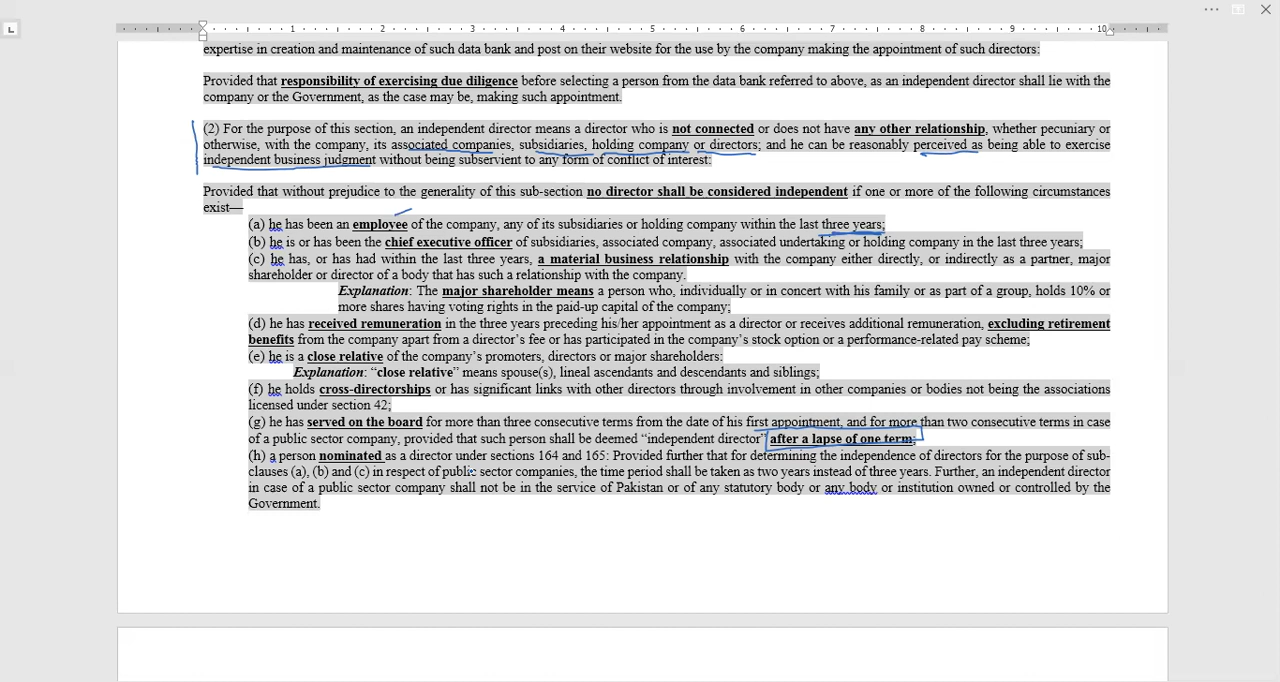 L
1 1 2 3 4 5 6 7 8 9 10
expertise in creation and maintenance of such data bank and post on their website for the use by the company making the appointment of such directors:
Provided that responsibility of exercising due diligence before selecting a person from the data bank referred to above, as an independent director shall lie with the
company or the Government, as the case may be, making such appointment.
(2) For the purpose of this section, an independent director means a director who is not connected or does not have any other relationship, whether pecuniary or
otherwise, with the company, its associated companies, subsidiaries, holding company or directors; and he can be reasonably perceived as being able to exercise
independent business judgment without being subservient to any form of conflict of interest:
Provided that without prejudice to the generality of this sub-section no director shall be considered independent if one or more of the following circumstances
exist—
(a) he has been an employee of the company, any of its subsidiaries or holding company within the last three years;
(b) he is or has been the chief executive officer of subsidiaries, associated company, associated undertaking or holding company in the last three years;
(c) he has, or has had within the last three years, a material business relationship with the company either directly, or indirectly as a partner, major
shareholder or director of a body that has such a relationship with the company.
Explanation: The major shareholder means a person who, individually or in concert with his family or as part of a group, holds 10% or
more shares having voting rights in the paid-up capital of the company;
(d) he has received remuneration in the three years preceding his/her appointment as a director or receives additional remuneration, excluding retirement
benefits from the company apart from a director’s fee or has participated in the company’s stock option or a performance-related pay scheme;
(e) he is a close relative of the company’s promoters, directors or major shareholders:
Explanation: “close relative” means spouse(s), lineal ascendants and descendants and siblings;
(f) he holds cross-directorships or has significant links with other directors through involvement in other companies or bodies not being the associations
licensed under section 42;
(g) he has served on the board for more than three consecutive terms from the date of his first appointment, and for more than two consecutive terms in case
of a public sector company, provided that such person shall be deemed “independent director” after a lapse of one term;
(h) a person nominated as a director under sections 164 and 165: Provided further that for determining the independence of directors for the purpose of sub-
clauses (a), (b) and (c) in respect of public sector companies, the time period shall be taken as two years instead of three years. Further, an independent director
in case of a public sector company shall not be in the service of Pakistan or of any statutory body or any body or institution owned or controlled by the
Government.